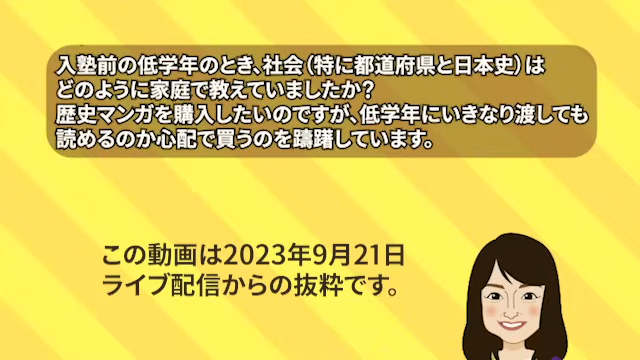 入塾前の低学年のとき、社会(特に都道府県と日本史)は
どのように家庭で教えていましたか?
歴史マンガを購入したいのですが、低学年にいきなり渡しても
読めるのか心配で買うのを躊躇しています。
この動画は2023年9月21日
ライブ配信からの抜粋です。